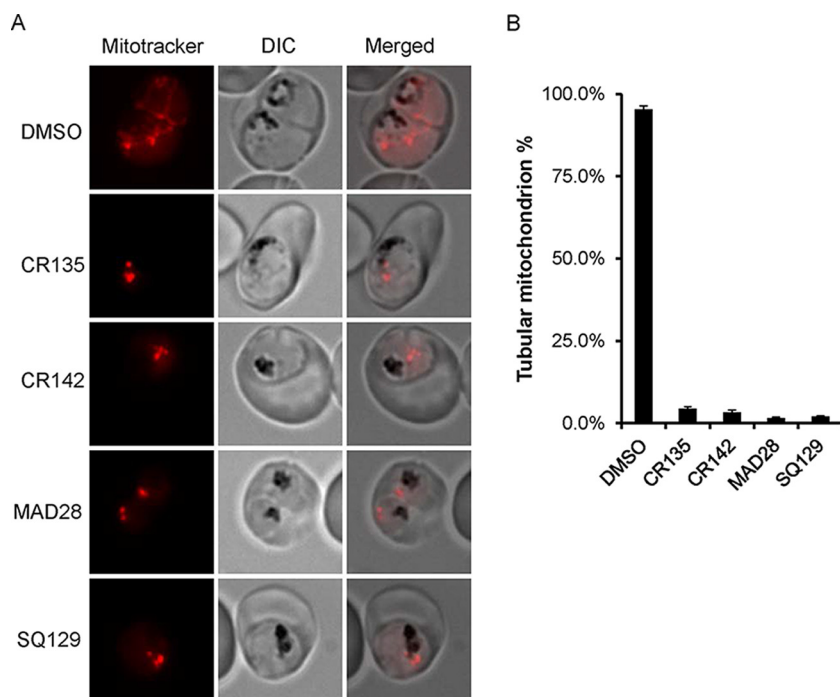 A
Mitotracker DIC Merged
DMSO
CR135
CR142
MAD28
SQ129
B
Tubular mitochondrion %
100.0%
75.0%
50.0%
25.0%
0.0%
DMSO CR135 CR142 MAD28 SQ129